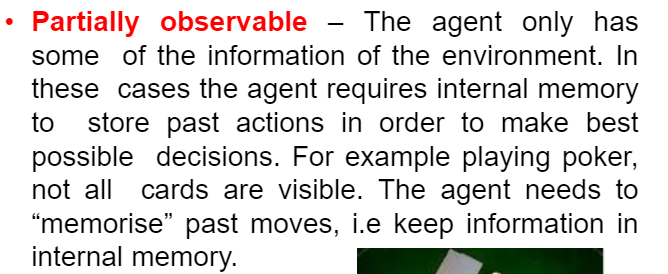 • Partially observable – The agent only has
some of the information of the environment. In
these cases the agent requires internal memory
to store past actions in order to make best
possible decisions. For example playing poker,
not all cards are visible. The agent needs to
“memorise” past moves, i.e keep information in
internal memory.